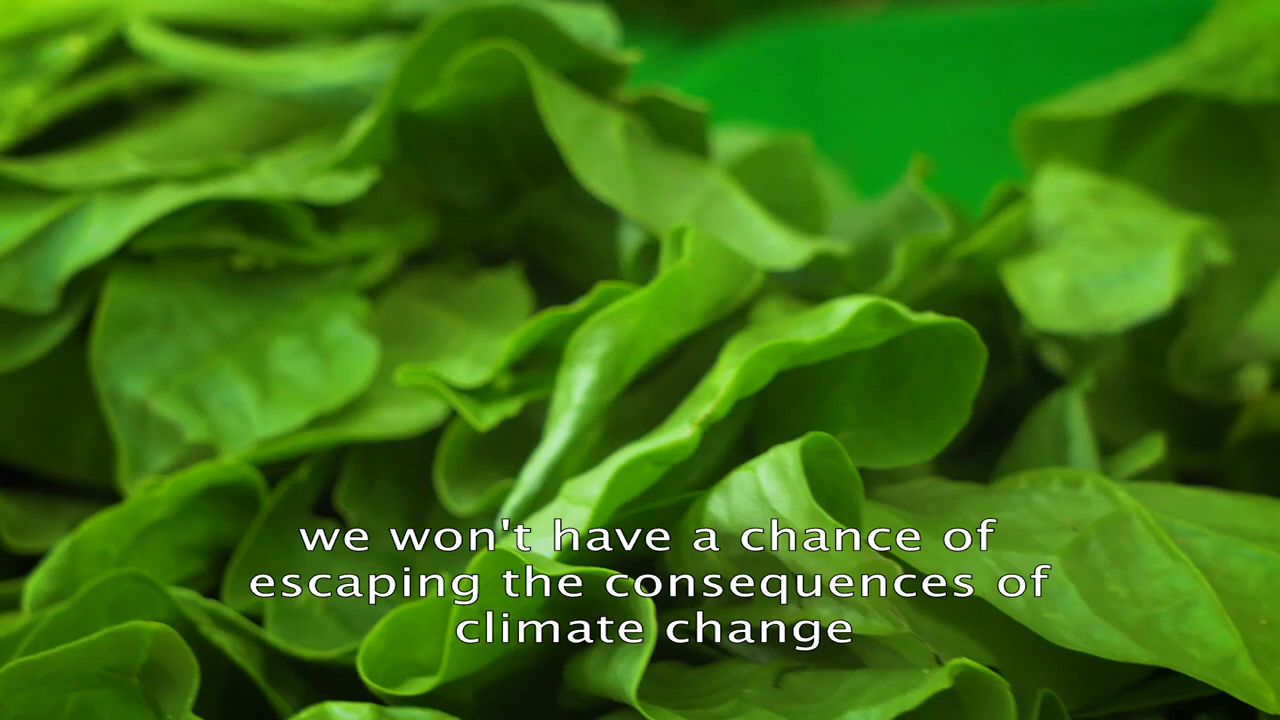 we won't have a chance of
escaping the consequences of
climate change